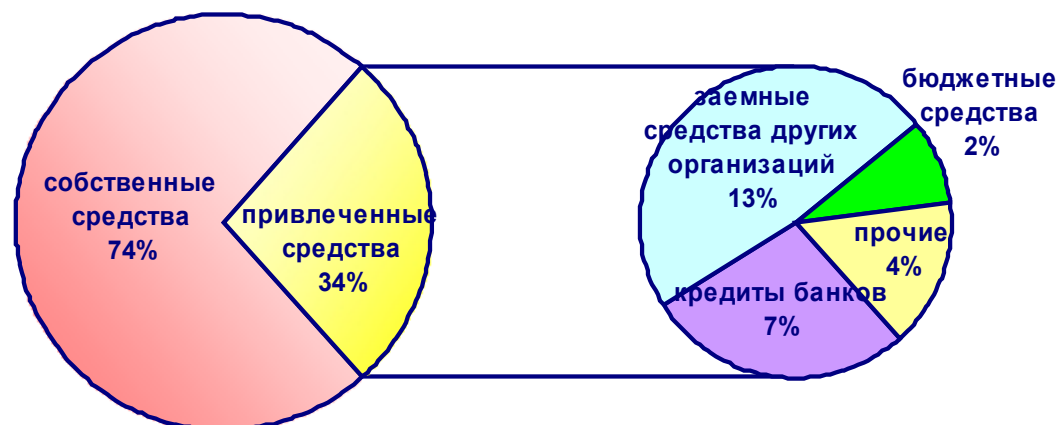 собственные
средства
74%
привлеченные
средства
34%
заемные
средства других
организаций
13%
бюджетные
средства
2%
прочие
4%
кредиты банков
7%